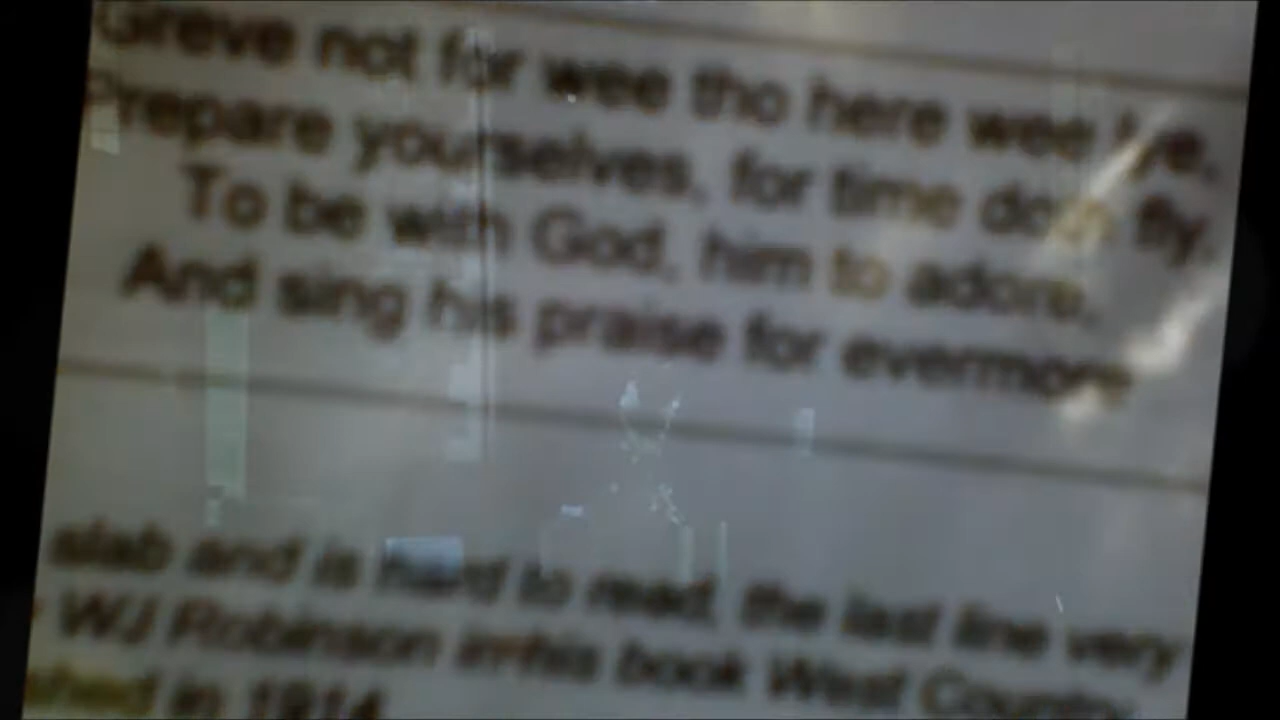 Greve not for wee tho here wee lye,
Prepare yourselves, for time doth fly,
To be with God, him to adore,
And sing his praise for evermore
slab and is hard to read, the last line very
WJ Robinson in his book West Country
in 1914